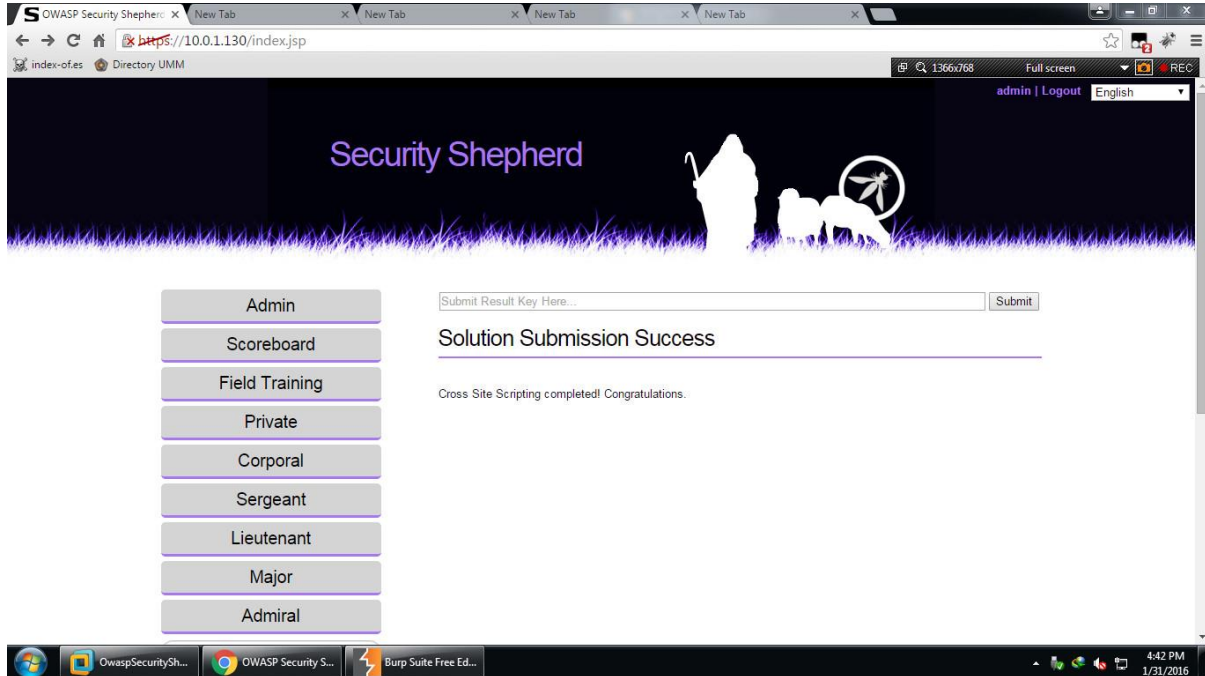 OWASP Security Shepherd
New Tab
New Tab
New Tab
New Tab
https://10.0.1.130/index.jsp
2
index-of.es
Directory UMM
1366x768
Full screen
REC
admin | Logout
English
Security Shepherd
Admin
Scoreboard
Field Training
Private
Corporal
Sergeant
Lieutenant
Major
Admiral
Submit Result Key Here...
Submit
Solution Submission Success
Cross Site Scripting completed! Congratulations.
OwaspSecuritySh...
OWASP Security S...
Burp Suite Free Ed...
4:42 PM
1/31/2016